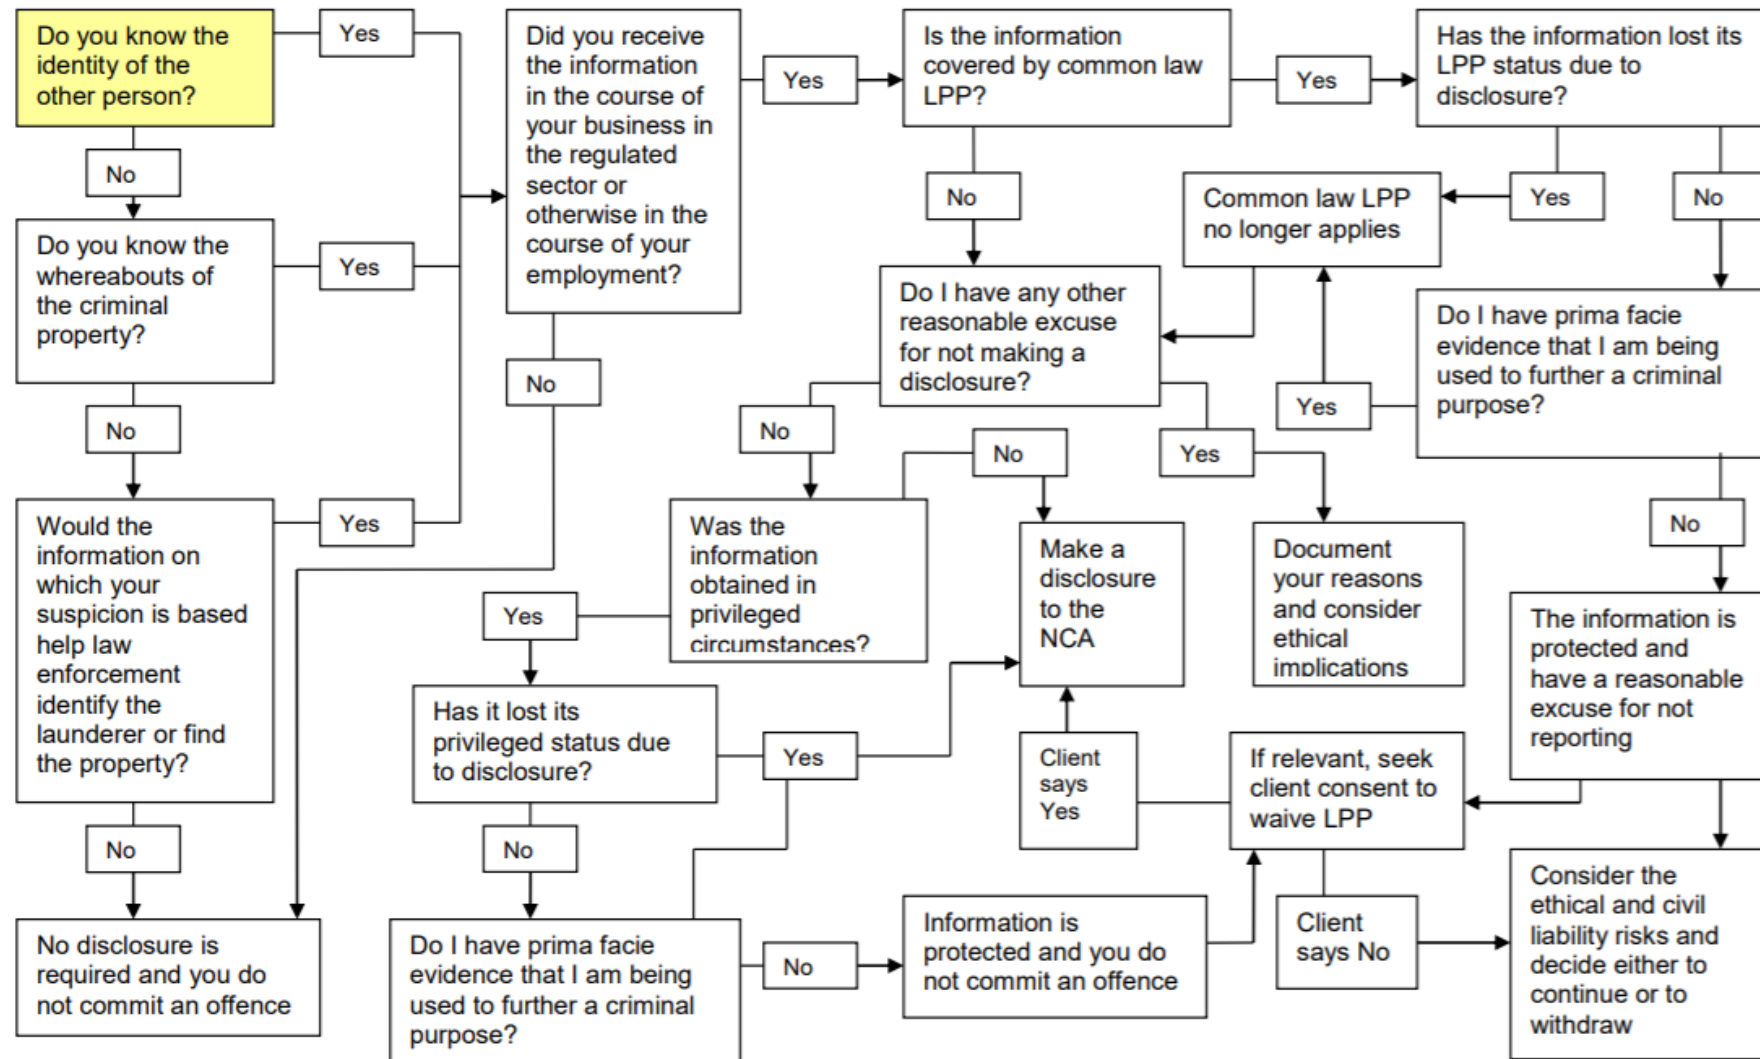 Do you know the
identity of the
other person?
Yes
No
Do you know the
whereabouts of
the criminal
property?
Yes
No
Would the
information on
which your
suspicion is based
help law
enforcement
identify the
launderer or find
the property?
Yes
No
No disclosure is
required and you do
not commit an offence
Did you receive
the information
in the course of
your business in
the regulated
sector or
otherwise in the
course of your
employment?
Yes
No
Is the information
covered by common law
LPP?
Yes
No
Has the information lost its
LPP status due to
disclosure?
Yes
No
Common law LPP
no longer applies
Do I have any other
reasonable excuse
for not making a
disclosure?
No
Yes
Do I have prima facie
evidence that I am being
used to further a criminal
purpose?
Yes
No
Was the
information
obtained in
privileged
circumstances?
No
Yes
Make a
disclosure
to the
NCA
Document
your reasons
and consider
ethical
implications
The information is
protected and
have a reasonable
excuse for not
reporting
Has it lost its
privileged status due
to disclosure?
Yes
No
Client
says
Yes
If relevant, seek
client consent to
waive LPP
Do I have prima facie
evidence that I am being
used to further a criminal
purpose?
No
Information is
protected and you do
not commit an offence
Client
says No
Consider the
ethical and civil
liability risks and
decide either to
continue or to
withdraw